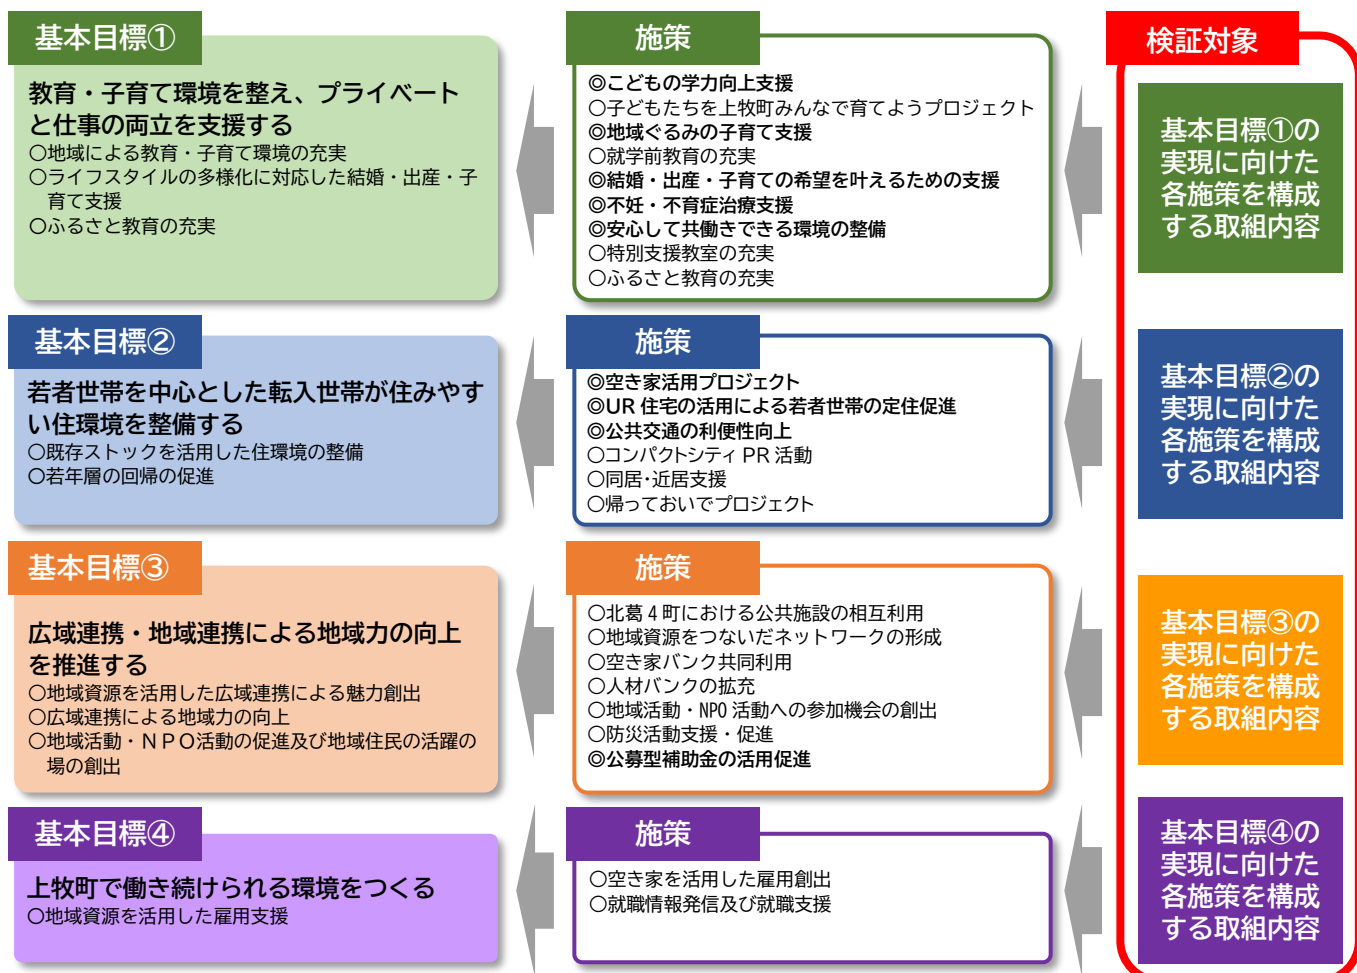 基本目標①
教育・子育て環境を整え、プライベート
と仕事の両立を支援する
〇地域による教育・子育て環境の充実
〇ライフスタイルの多様化に対応した結婚・出産・子
育て支援
〇ふるさと教育の充実
施策
◎こどもの学力向上支援
〇子どもたちを上牧町みんなで育てようプロジェクト
◎地域ぐるみの子育て支援
〇就学前教育の充実
◎結婚・出産・子育ての希望を叶えるための支援
◎不妊・不育症治療支援
◎安心して共働きできる環境の整備
〇特別支援教室の充実
〇ふるさと教育の充実
検証対象
基本目標①の
実現に向けた
各施策を構成
する取組内容
基本目標②
若者世帯を中心とした転入世帯が住みやす
い住環境を整備する
〇既存ストックを活用した住環境の整備
〇若年層の回帰の促進
施策
◎空き家活用プロジェクト
◎UR 住宅の活用による若者世帯の定住促進
◎公共交通の利便性向上
〇コンパクトシティ PR 活動
〇同居・近居支援
〇帰っておいでプロジェクト
基本目標②の
実現に向けた
各施策を構成
する取組内容
基本目標③
広域連携・地域連携による地域力の向上
を推進する
〇地域資源を活用した広域連携による魅力創出
〇広域連携による地域力の向上
〇地域活動・ＮＰＯ活動の促進及び地域住民の活躍の
場の創出
施策
〇北葛 4 町における公共施設の相互利用
〇地域資源をつないだネットワークの形成
〇空き家バンク共同利用
〇人材バンクの拡充
〇地域活動・NPO 活動への参加機会の創出
〇防災活動支援・促進
◎公募型補助金の活用促進
基本目標③の
実現に向けた
各施策を構成
する取組内容
基本目標④
上牧町で働き続けられる環境をつくる
〇地域資源を活用した雇用支援
施策
〇空き家を活用した雇用創出
〇就職情報発信及び就職支援
基本目標④の
実現に向けた
各施策を構成
する取組内容